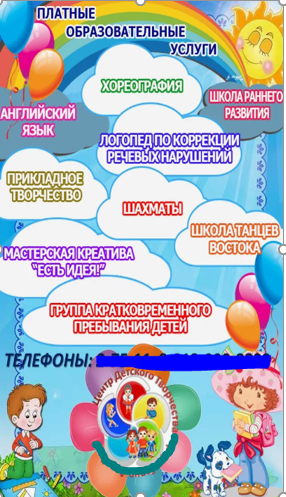 ПЛАТНЫЕ
ОБРАЗОВАТЕЛЬНЫЕ
УСЛУГИ
ХОРЕОГРАФИЯ
ШКОЛА РАННЕГО
РАЗВИТИЯ
АНГЛИЙСКИЙ
ЯЗЫК
ЛОГОПЕД ПО КОРРЕКЦИИ
РЕЧЕВЫХ НАРУШЕНИЙ
ПРИКЛАДНОЕ
ТВОРЧЕСТВО
ШАХМАТЫ
ШКОЛА ТАНЦЕВ
ВОСТОКА
МАСТЕРСКАЯ КРЕАТИВА
"ЕСТЬ ИДЕЯ!"
ГРУППА КРАТКОВРЕМЕННОГО
ПРЕБЫВАНИЯ ДЕТЕЙ
ТЕЛЕФОНЫ:
Центр Детского Творчества